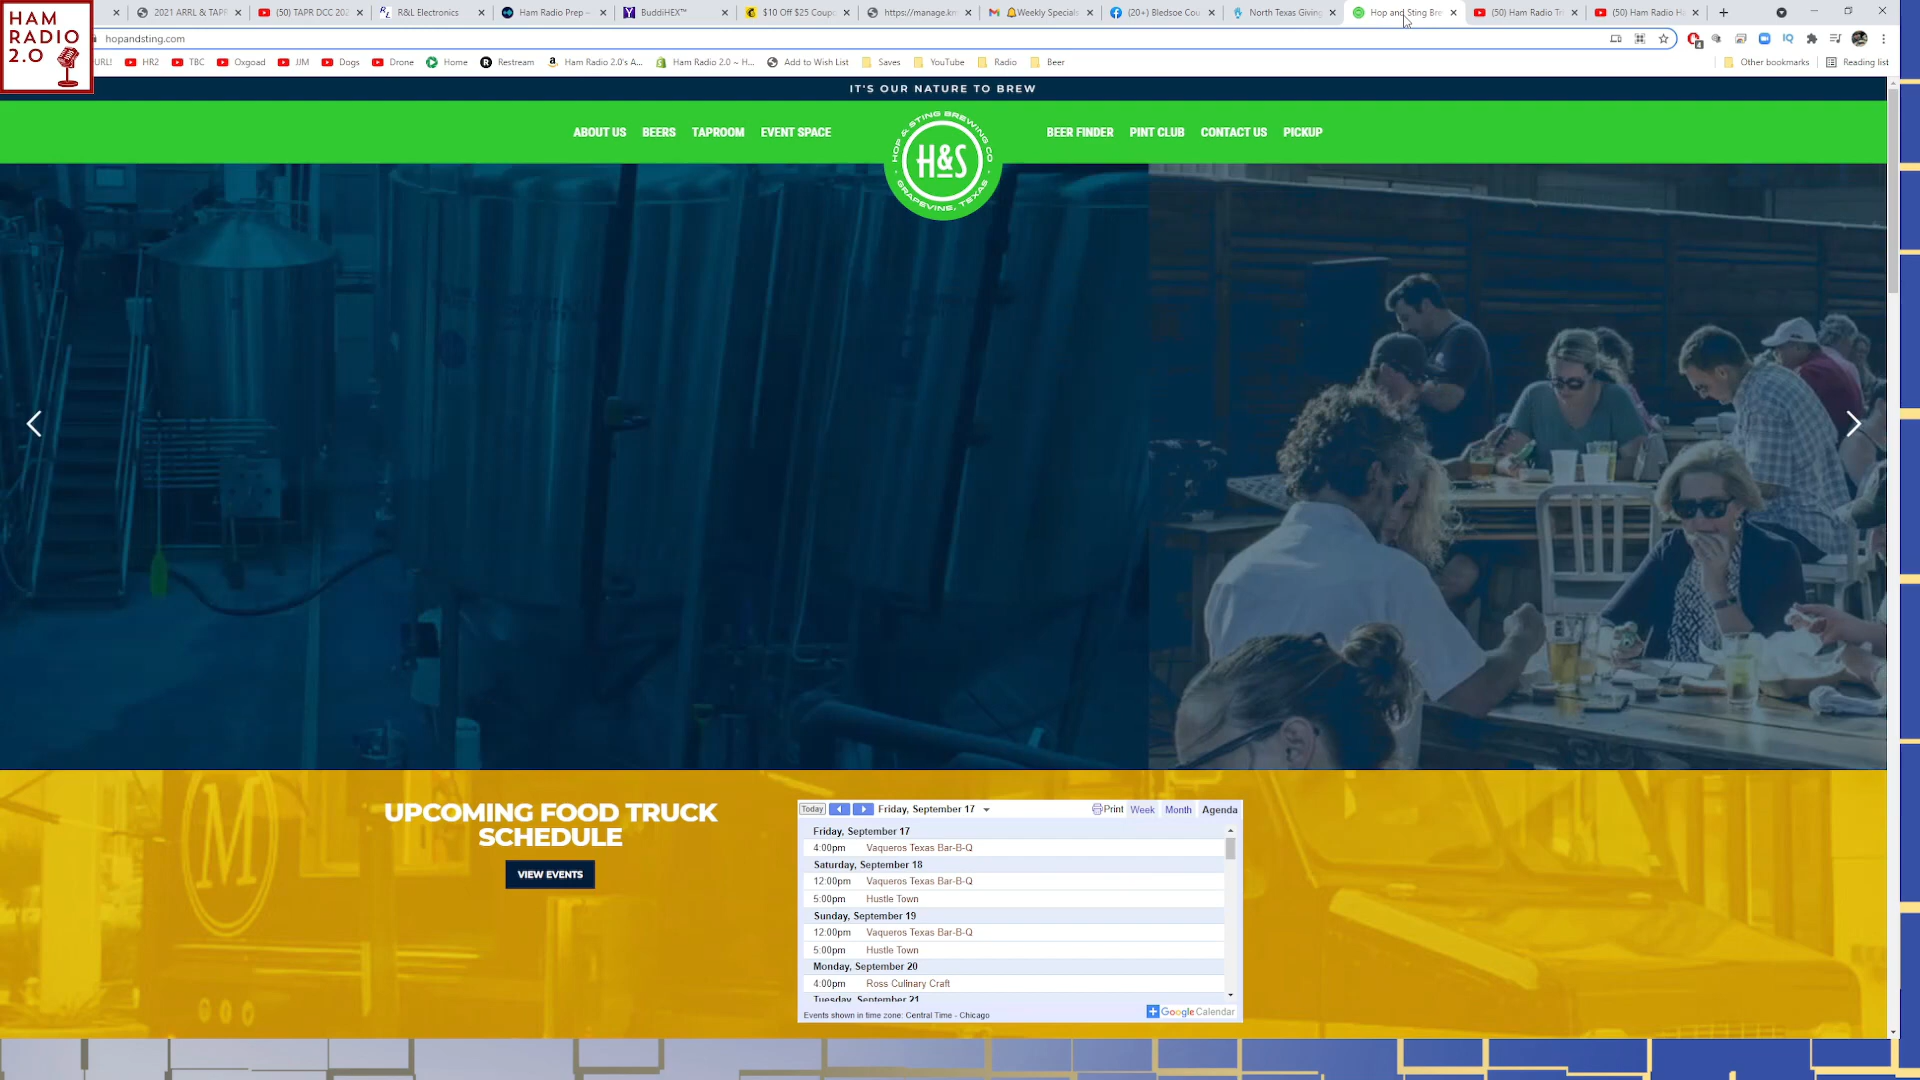 HAM
RADIO
2.0
2021 ARRL & TAPR
(50) TAPR DCC 202
R&L Electronics
Ham Radio Prep –
BuddiHEX™
$10 Off $25 Coup
https://manage.km
Weekly Specials
(20+) Bledsoe Cou
North Texas Giving
Hop and Sting Bre
(50) Ham Radio Tr
(50) Ham Radio H
hopandsting.com
URL!
HR2
TBC
Oxgoad
JJM
Dogs
Drone
Home
Restream
Ham Radio 2.0's A...
Ham Radio 2.0 ~ H...
Add to Wish List
Saves
YouTube
Radio
Beer
Other bookmarks
Reading list
IT'S OUR NATURE TO BREW
ABOUT US
BEERS
TAPROOM
EVENT SPACE
HOP & STING BREWING CO
H&S
GRAPEVINE, TEXAS
BEER FINDER
PINT CLUB
CONTACT US
PICKUP
UPCOMING FOOD TRUCK
SCHEDULE
VIEW EVENTS
Today
Friday, September 17
Print
Week
Month
Agenda
Friday, September 17
4:00pm Vaqueros Texas Bar-B-Q
Saturday, September 18
12:00pm Vaqueros Texas Bar-B-Q
5:00pm Hustle Town
Sunday, September 19
12:00pm Vaqueros Texas Bar-B-Q
5:00pm Hustle Town
Monday, September 20
4:00pm Ross Culinary Craft
Tuesday, September 21
Events shown in time zone: Central Time - Chicago
Google Calendar
M